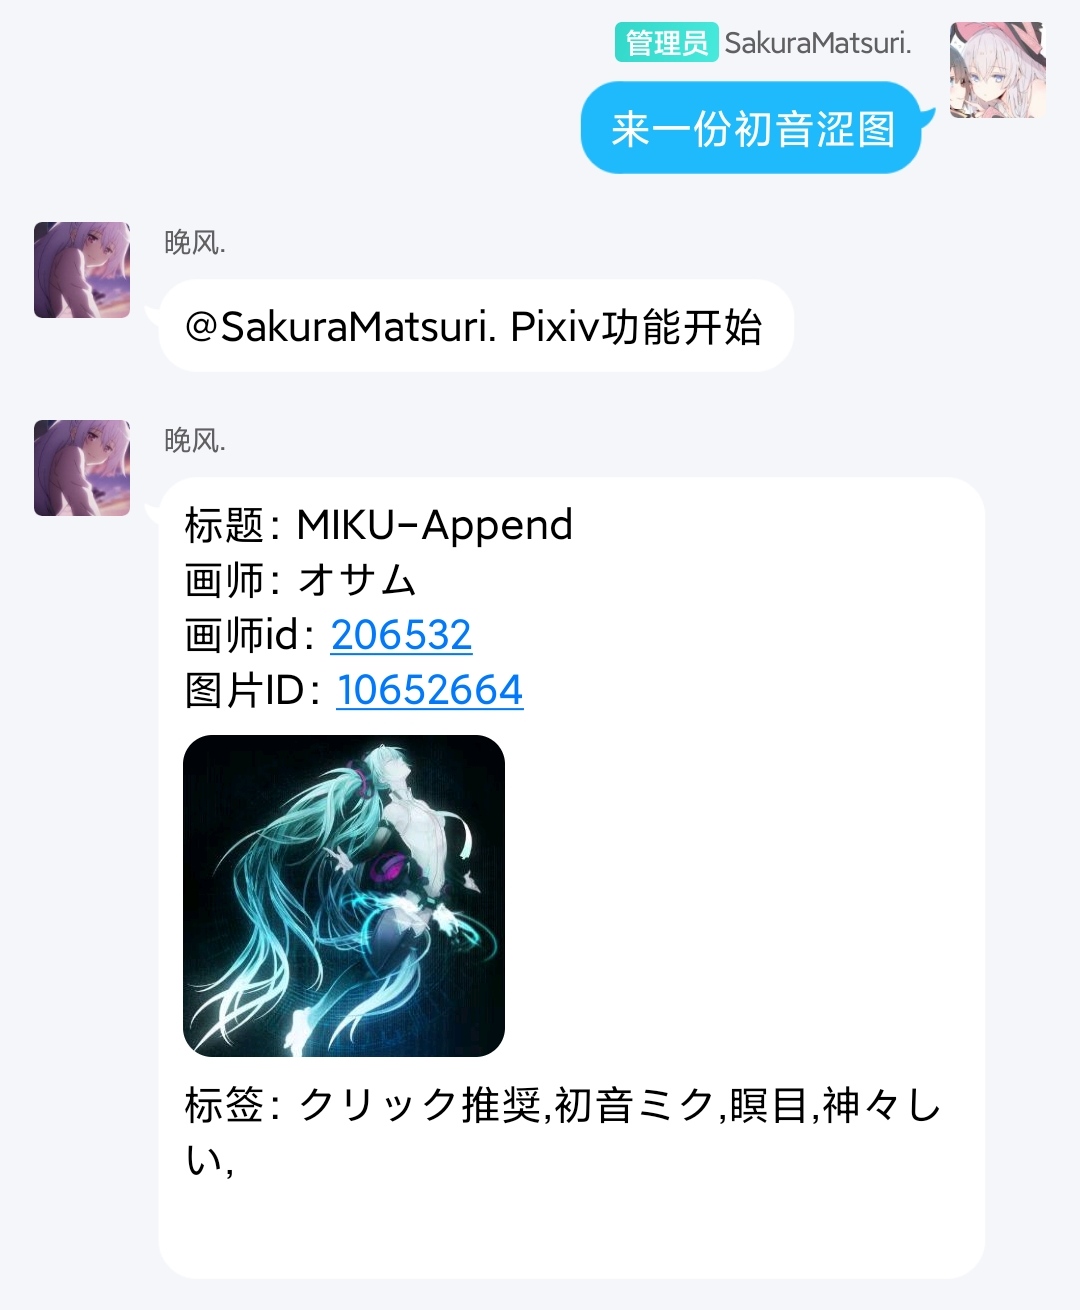 管理员 SakuraMatsuri.
来一份初音涩图
晚风.
@SakuraMatsuri. Pixiv功能开始
晚风.
标题：MIKU-Append
画师：オサム
画师id：206532
图片ID：10652664
标签：クリック推奨,初音ミク,瞑目,神々し
い,